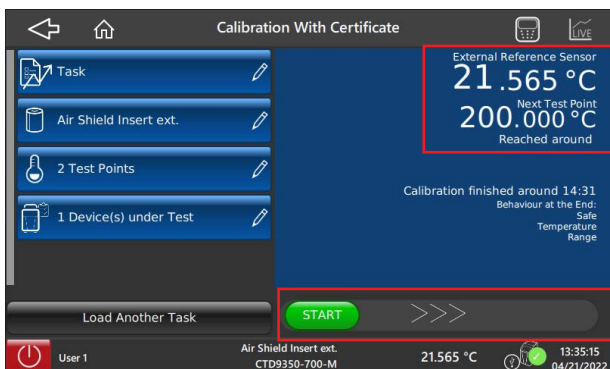 Calibration With Certificate
LIVE
Task
Air Shield Insert ext.
2 Test Points
1 Device(s) under Test
Load Another Task
External Reference Sensor
21.565 °C
Next Test Point
200.000 °C
Reached around
Calibration finished around 14:31
Behaviour at the End:
Safe
Temperature
Range
START
User 1
Air Shield Insert ext.
CTD9350-700-M
21.565 °C
13:35:15
04/21/2022